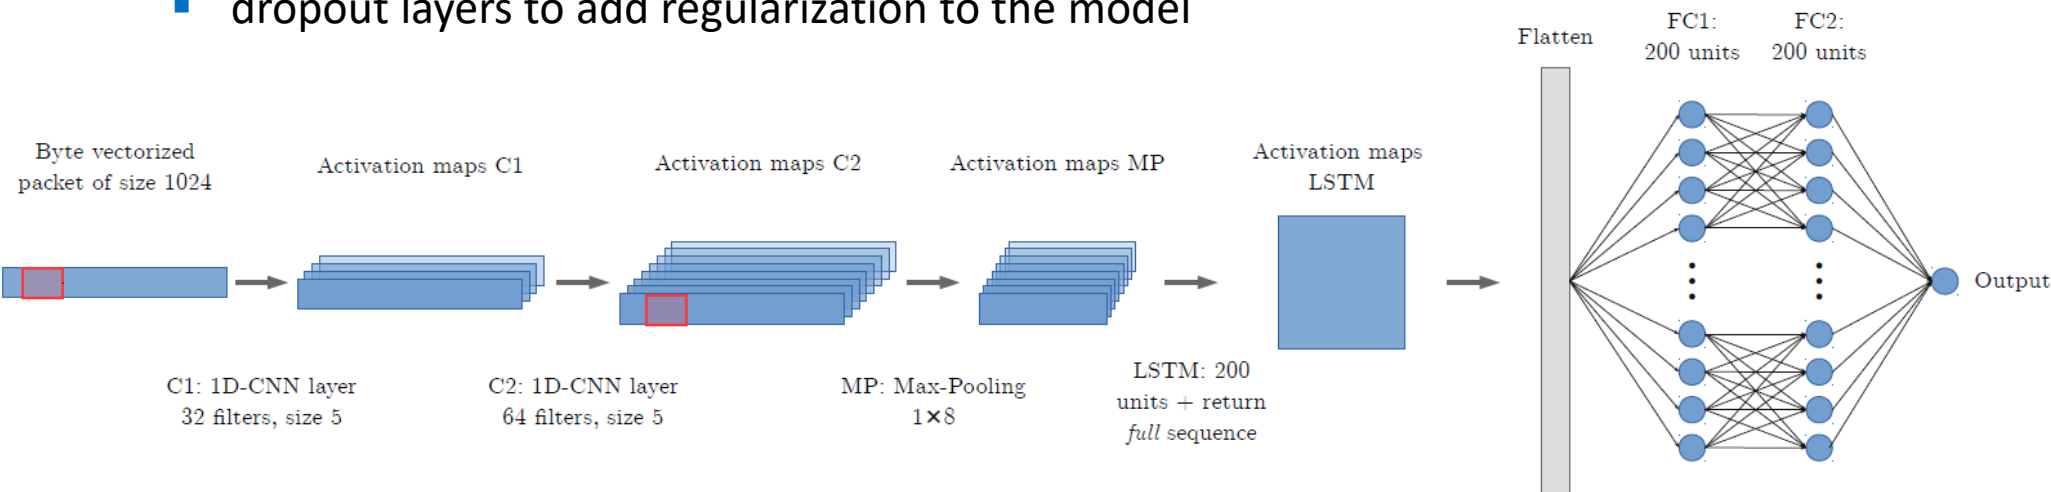 dropout layers to add regularization to the model
Byte vectorized
packet of size 1024
Activation maps C1
Activation maps C2
Activation maps MP
Activation maps
LSTM
Flatten
FC1:
200 units
FC2:
200 units
Output
C1: 1D-CNN layer
32 filters, size 5
C2: 1D-CNN layer
64 filters, size 5
MP: Max-Pooling
1×8
LSTM: 200
units + return
full sequence